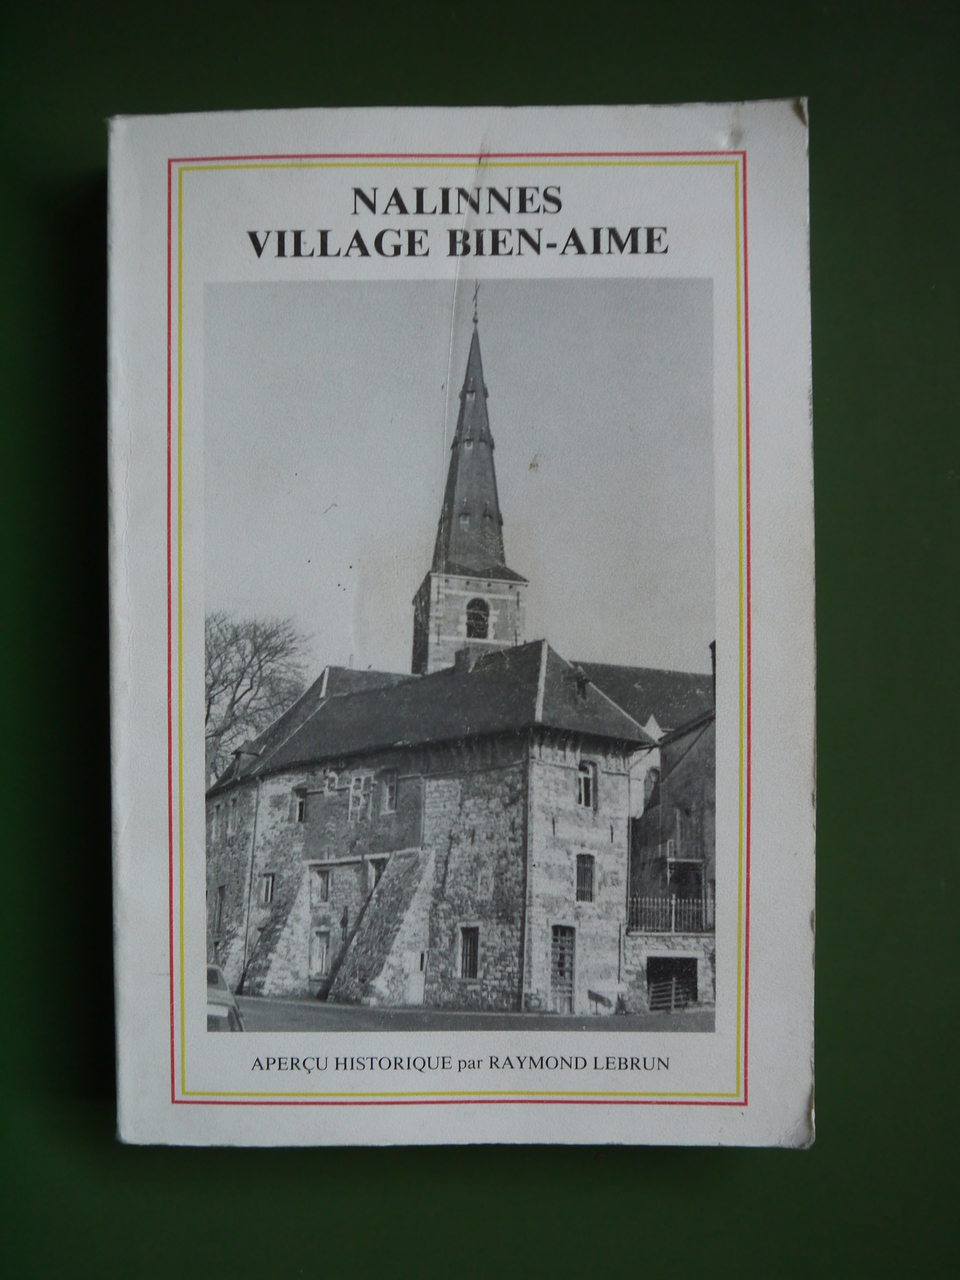 NALINNES
VILLAGE BIEN-AIME
APERÇU HISTORIQUE par RAYMOND LEBRUN